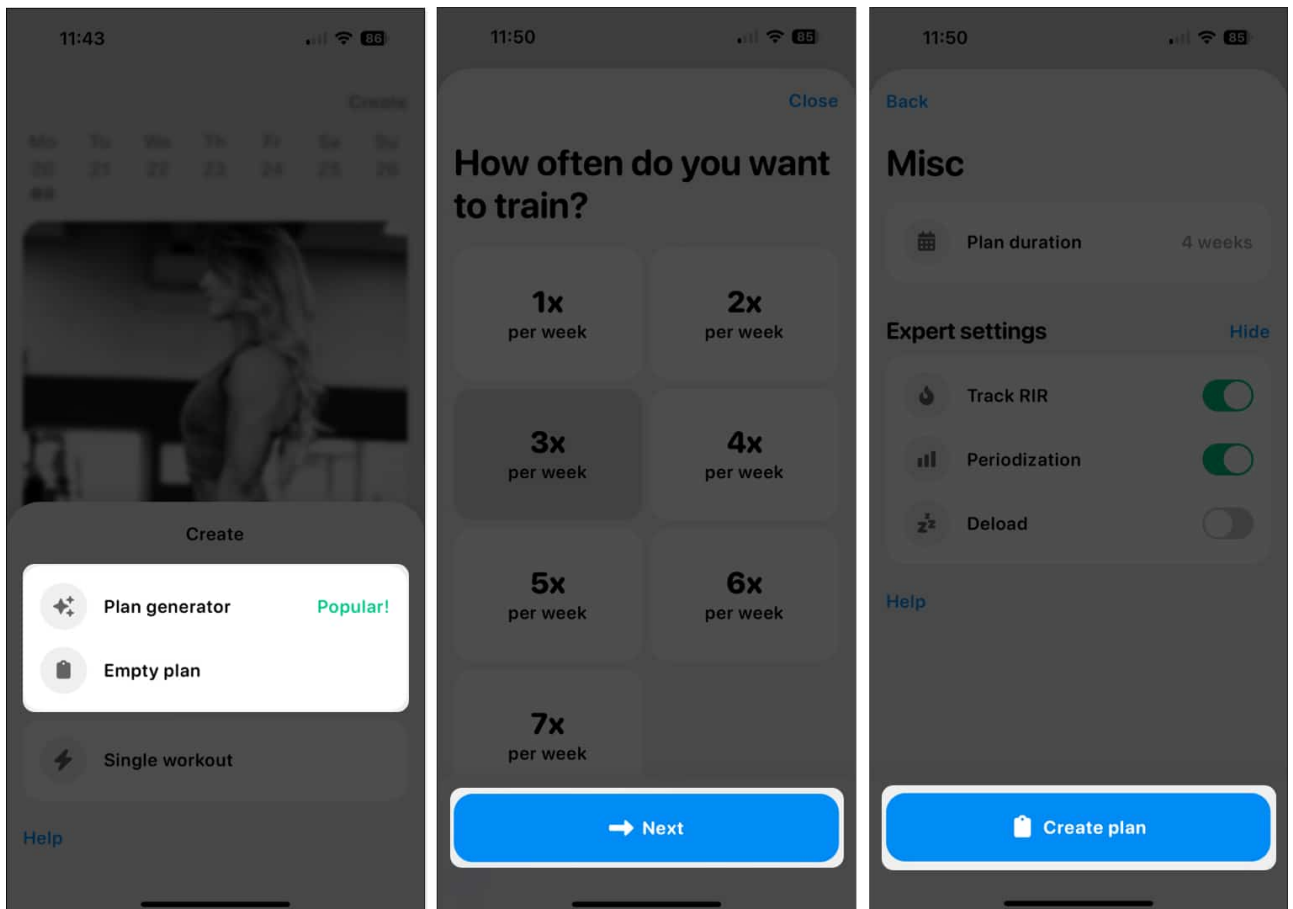 11:43
86
Create
Mo Tu We Th Fr Sa Su
20 21 22 23 24 25 26
Create
Plan generator Popular!
Empty plan
Single workout
Help
11:50
85
Close
How often do you want
to train?
1x
per week
2x
per week
3x
per week
4x
per week
5x
per week
6x
per week
7x
per week
Next
11:50
85
Back
Misc
Plan duration 4 weeks
Expert settings Hide
Track RIR
Periodization
Deload
Help
Create plan